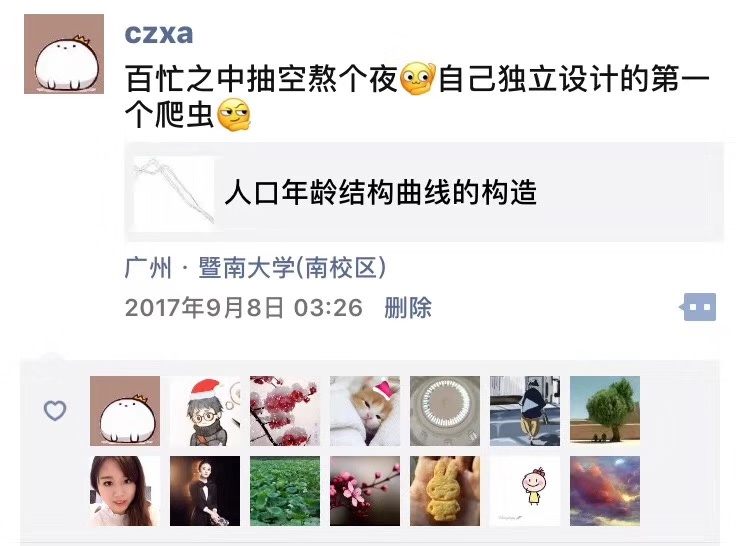 czxa
百忙之中抽空熬个夜自己独立设计的第一
个爬虫
人口年龄结构曲线的构造
广州 · 暨南大学(南校区)
2017年9月8日 03:26 删除